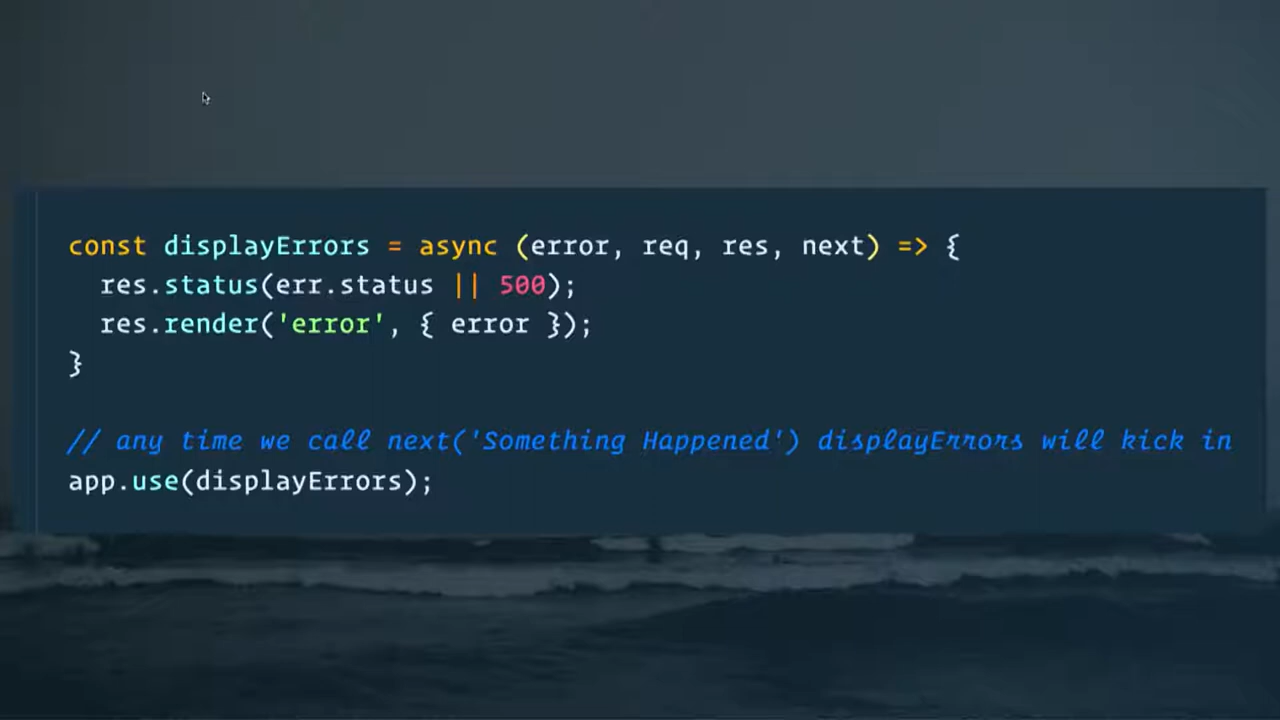 const displayErrors = async (error, req, res, next) => {
  res.status(err.status || 500);
  res.render('error', { error });
}
// any time we call next('Something Happened') displayErrors will kick in
app.use(displayErrors);